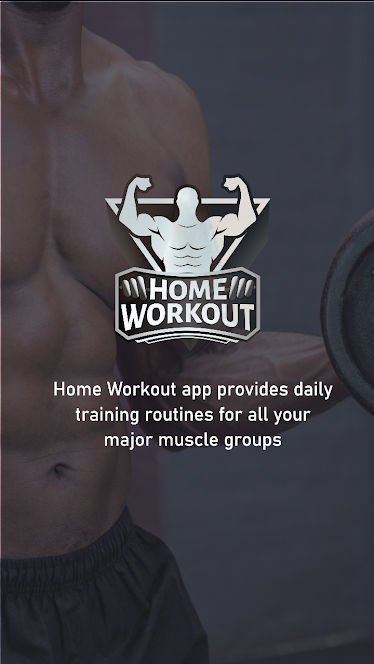 HOME
WORKOUT
Home Workout app provides daily
training routines for all your
major muscle groups